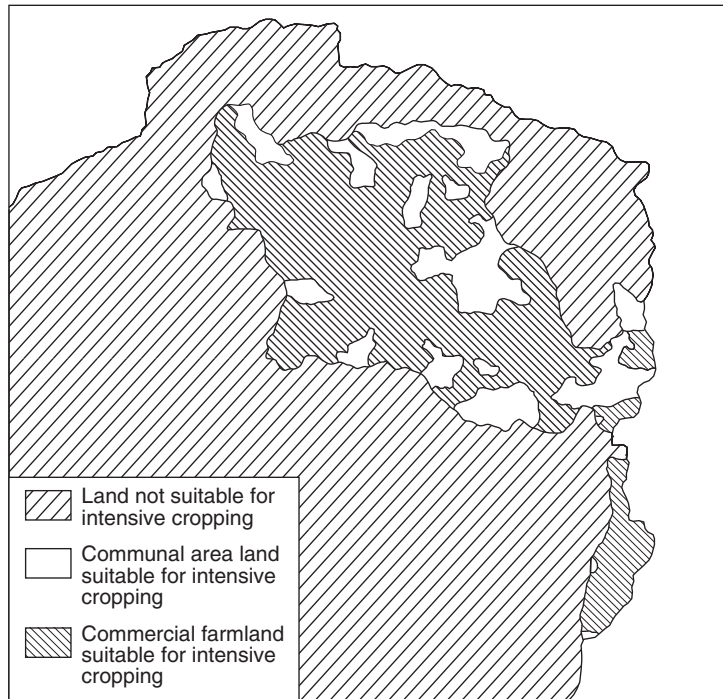 Land not suitable for
intensive cropping
Communal area land
suitable for intensive
cropping
Commercial farmland
suitable for intensive
cropping